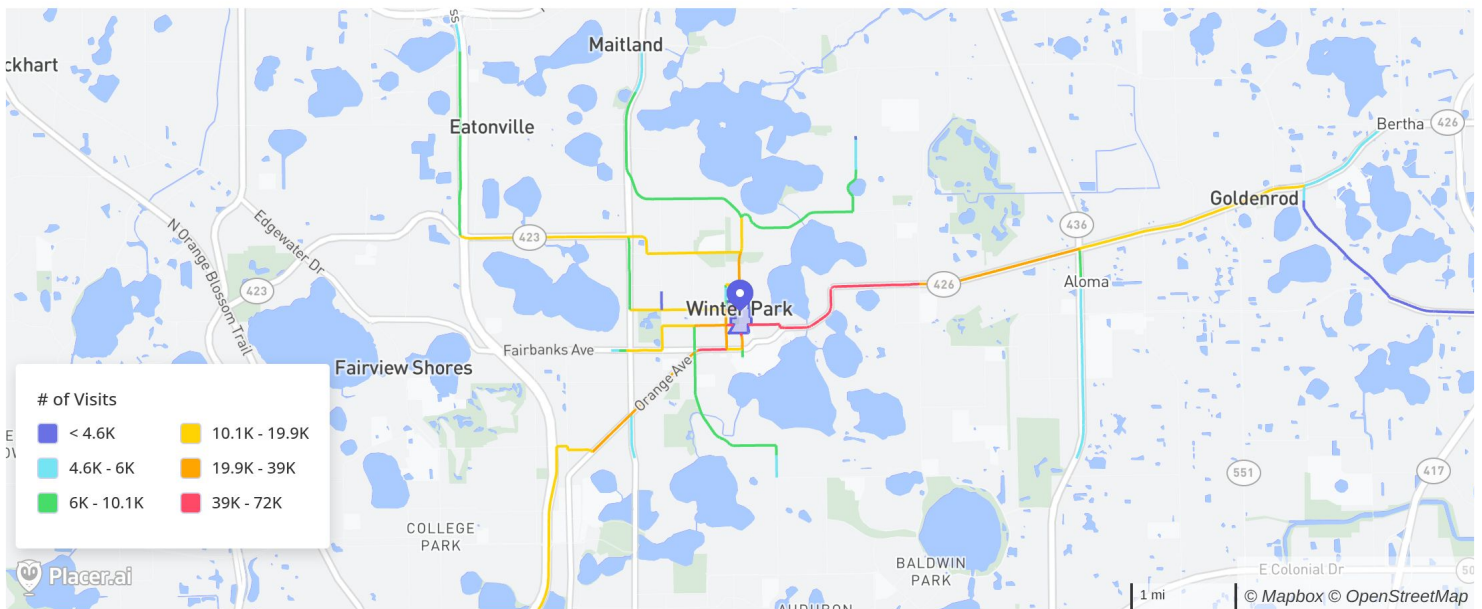 ss
Maitland
ckhart
Bertha
426
Eatonville
Goldenrod
N Orange Blossom Trail
Edgewater Dr
423
436
423
426
Aloma
Winter Park
Fairbanks Ave
Fairview Shores
Orange Ave
# of Visits
< 4.6K
10.1K - 19.9K
4.6K - 6K
19.9K - 39K
6K - 10.1K
39K - 72K
551
417
COLLEGE
PARK
BALDWIN
PARK
E Colonial Dr
50
Placer.ai
1 mi
© Mapbox © OpenStreetMap
AUDUBON